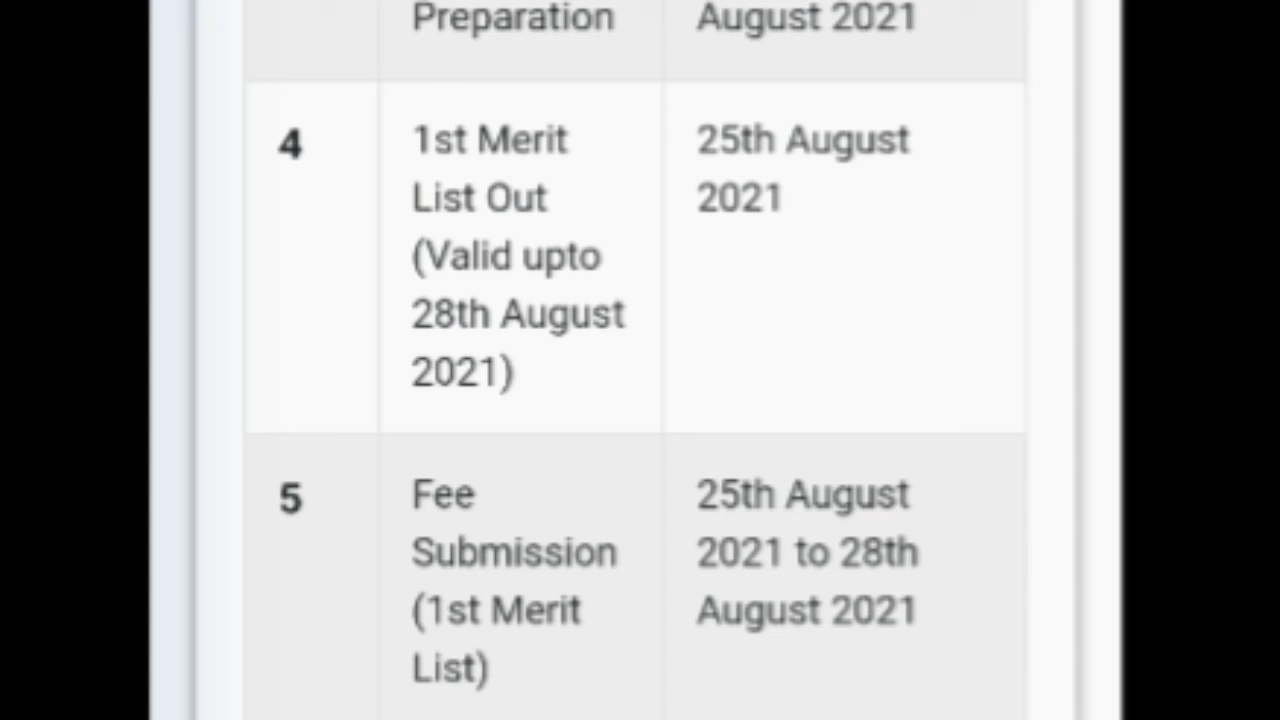 Preparation
August 2021
4
1st Merit
List Out
(Valid upto
28th August
2021)
25th August
2021
5
Fee
Submission
(1st Merit
List)
25th August
2021 to 28th
August 2021